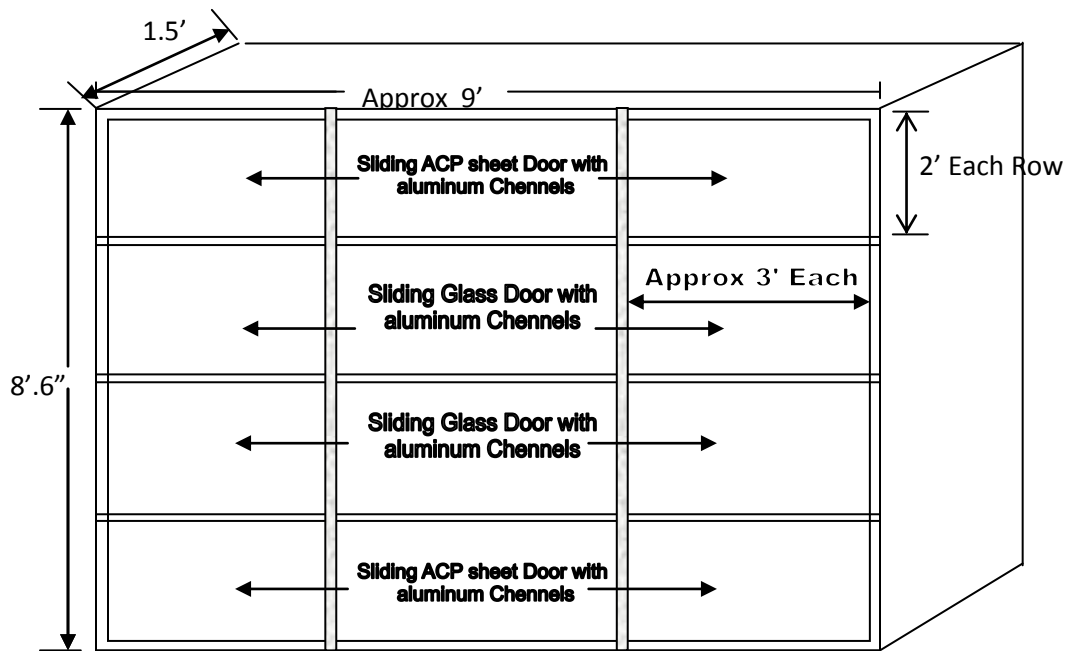 1.5’
Approx 9’
Sliding ACP sheet Door with
aluminum Chennels
2’ Each Row
Approx 3' Each
Sliding Glass Door with
aluminum Chennels
8’.6”
Sliding Glass Door with
aluminum Chennels
Sliding ACP sheet Door with
aluminum Chennels